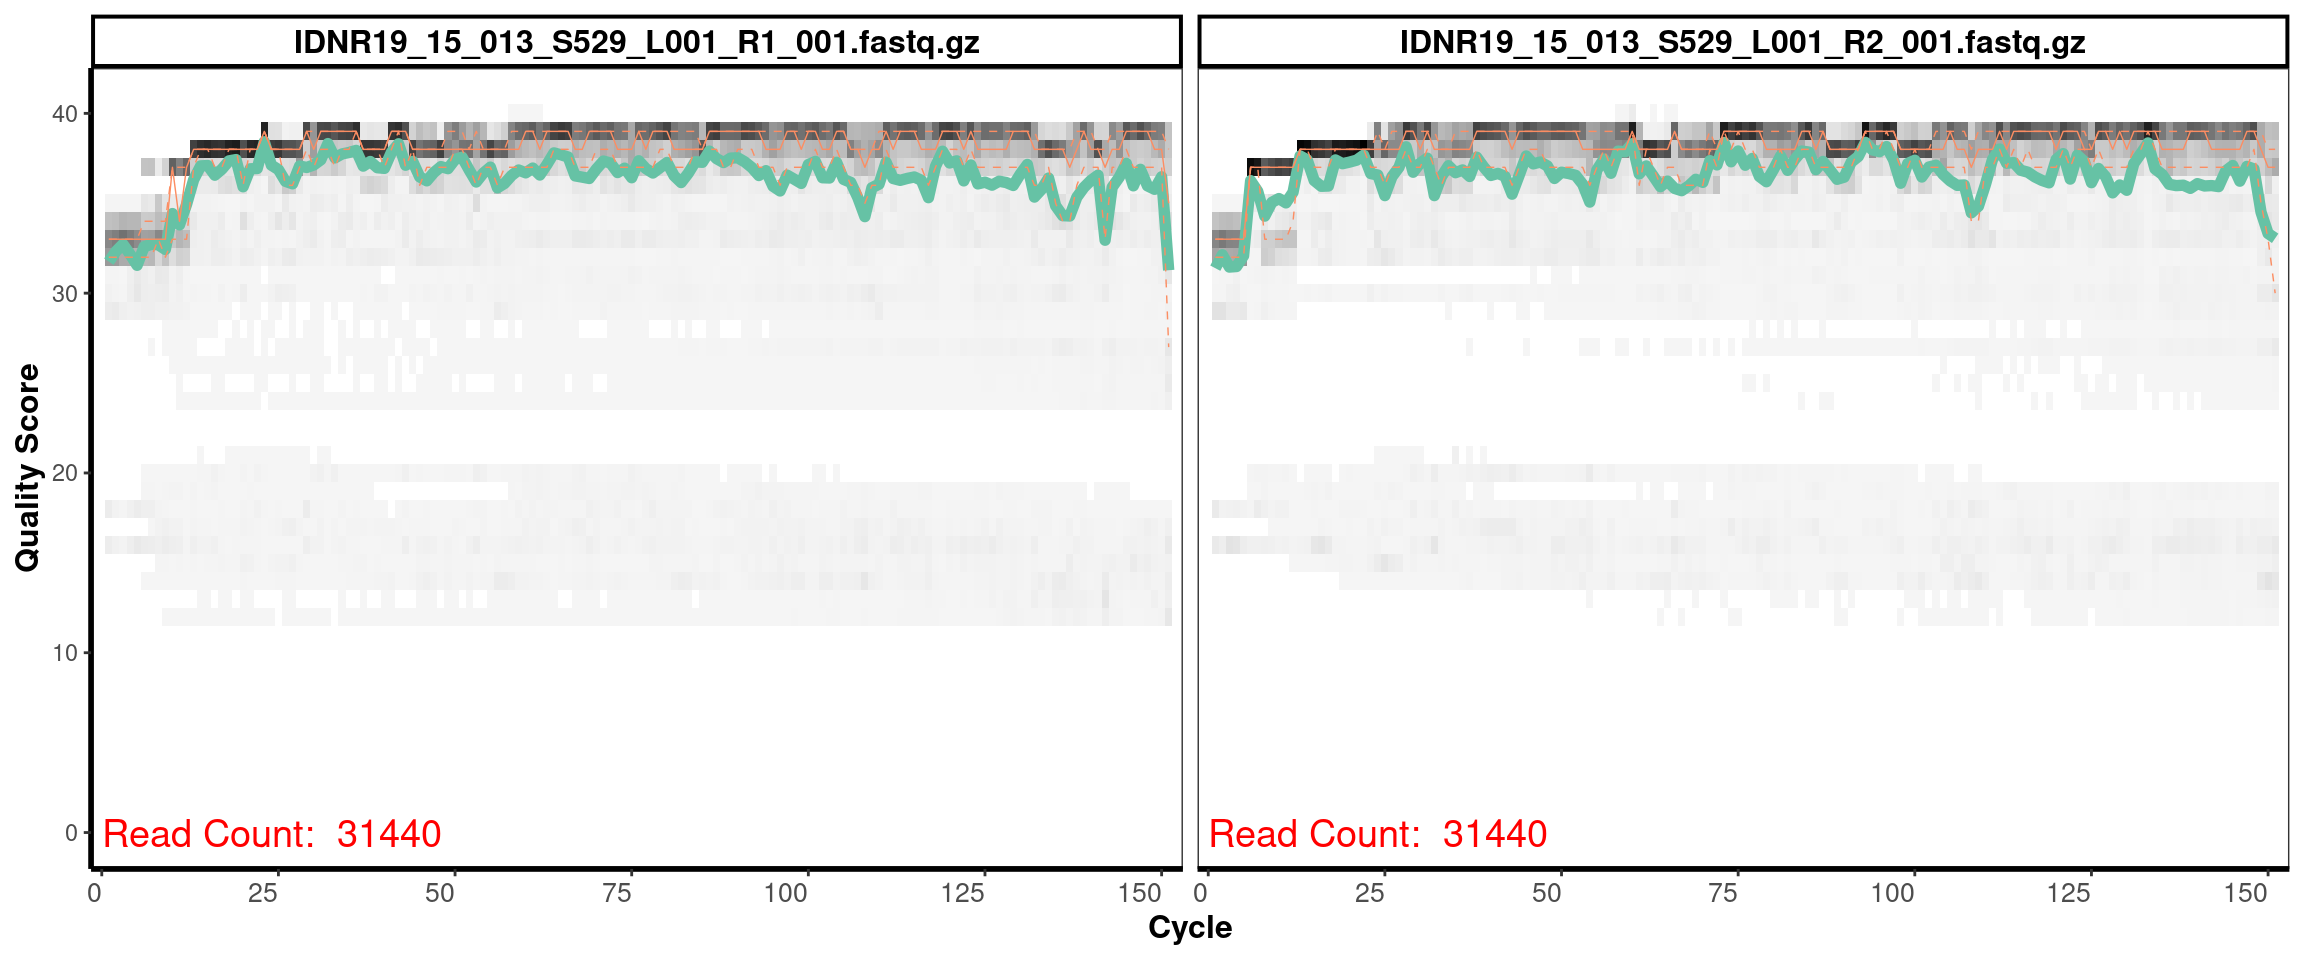 IDNR19_15_013_S529_L001_R1_001.fastq.gz
IDNR19_15_013_S529_L001_R2_001.fastq.gz
Quality Score
40
30
20
10
0
Read Count: 31440
Read Count: 31440
0 25 50 75 100 125 150
0 25 50 75 100 125 150
Cycle